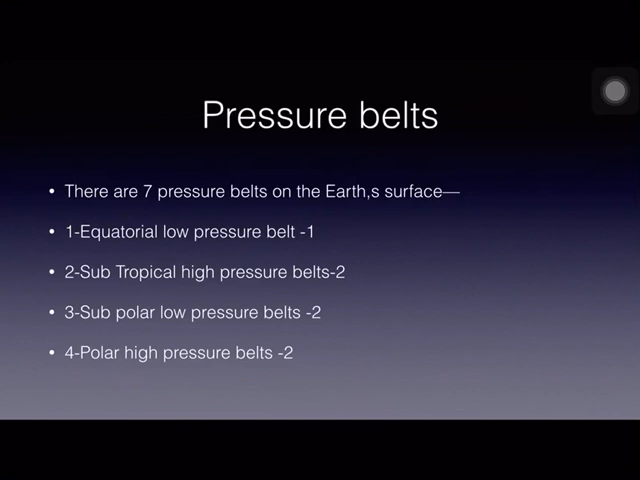 Pressure belts
• There are 7 pressure belts on the Earth,s surface—
• 1-Equatorial low pressure belt -1
• 2-Sub Tropical high pressure belts-2
• 3-Sub polar low pressure belts -2
• 4-Polar high pressure belts -2